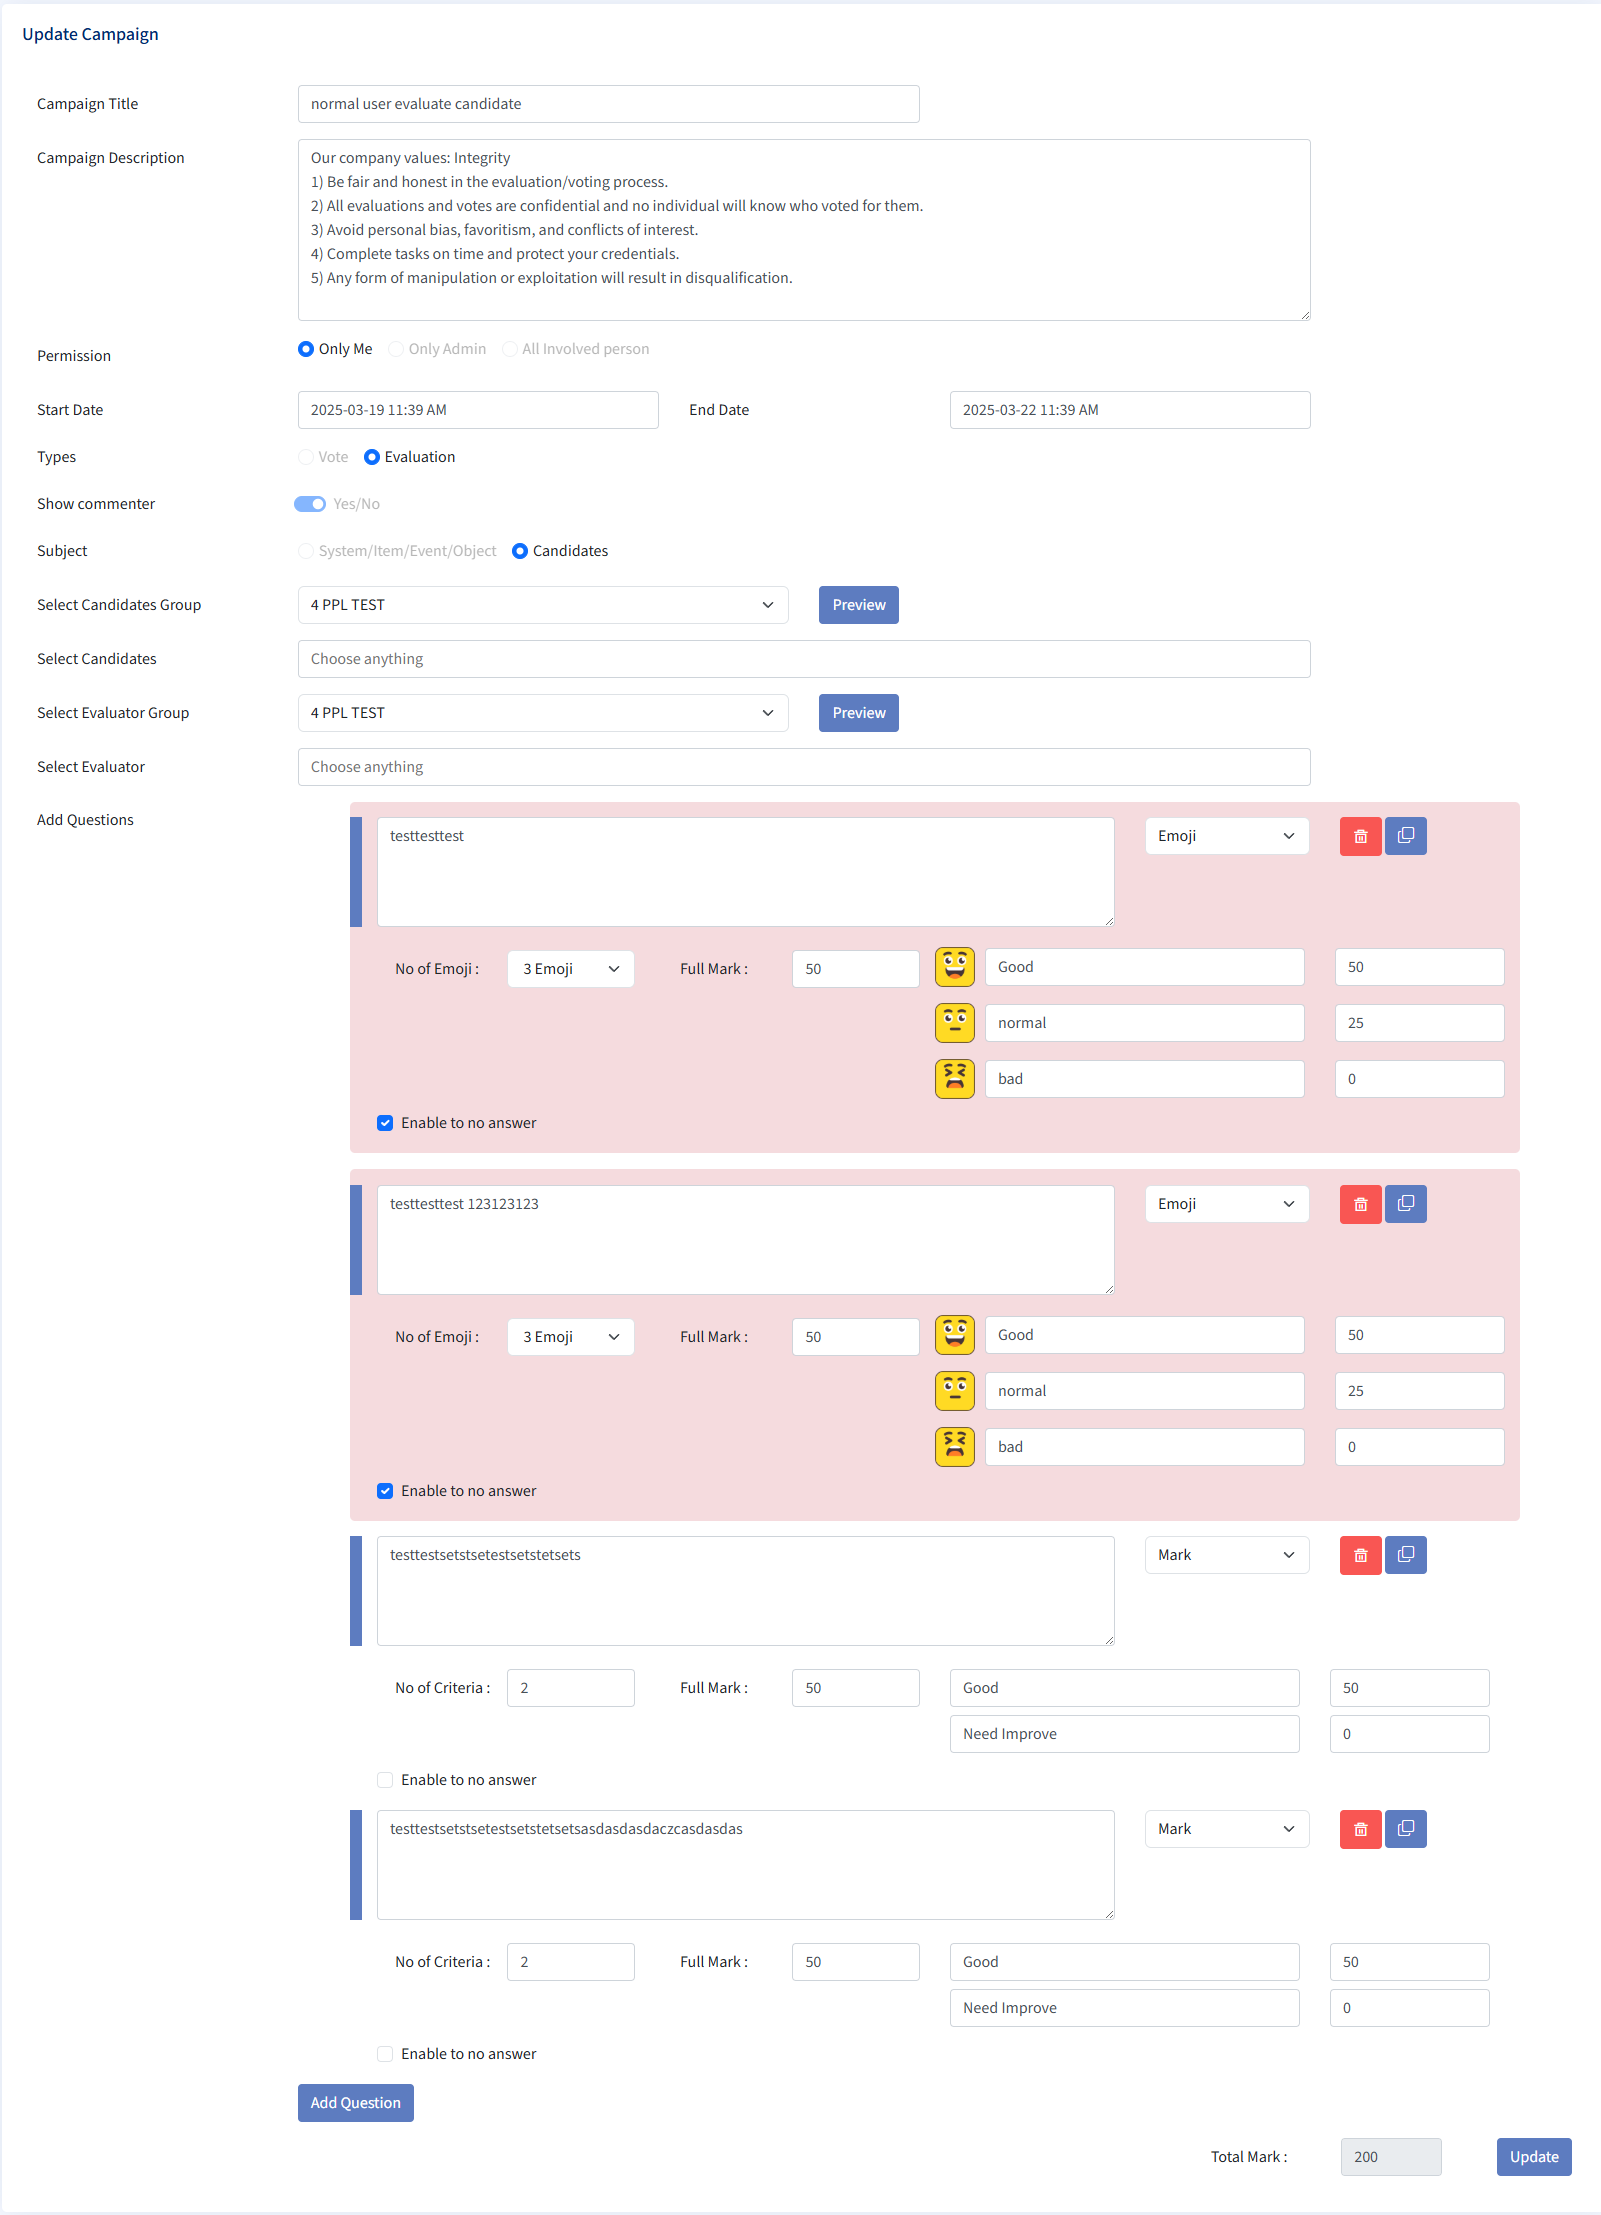 Update Campaign
Campaign Title
normal user evaluate candidate
Campaign Description
Our company values: Integrity
1) Be fair and honest in the evaluation/voting process.
2) All evaluations and votes are confidential and no individual will know who voted for them.
3) Avoid personal bias, favoritism, and conflicts of interest.
4) Complete tasks on time and protect your credentials.
5) Any form of manipulation or exploitation will result in disqualification.
Permission
Only Me Only Admin All Involved person
Start Date 2025-03-19 11:39 AM End Date 2025-03-22 11:39 AM
Types Vote Evaluation
Show commenter Yes/No
Subject System/Item/Event/Object Candidates
Select Candidates Group 4 PPL TEST Preview
Select Candidates Choose anything
Select Evaluator Group 4 PPL TEST Preview
Select Evaluator Choose anything
Add Questions
testtesttest Emoji
No of Emoji : 3 Emoji Full Mark : 50 Good 50
normal 25
bad 0
Enable to no answer
testtesttest 123123123 Emoji
No of Emoji : 3 Emoji Full Mark : 50 Good 50
normal 25
bad 0
Enable to no answer
testtestsetstsetestsetstetsets Mark
No of Criteria : 2 Full Mark : 50 Good 50
Need Improve 0
Enable to no answer
testtestsetstsetestsetstetsetsasdasdasdaczcasdasdas Mark
No of Criteria : 2 Full Mark : 50 Good 50
Need Improve 0
Enable to no answer
Add Question
Total Mark : 200 Update